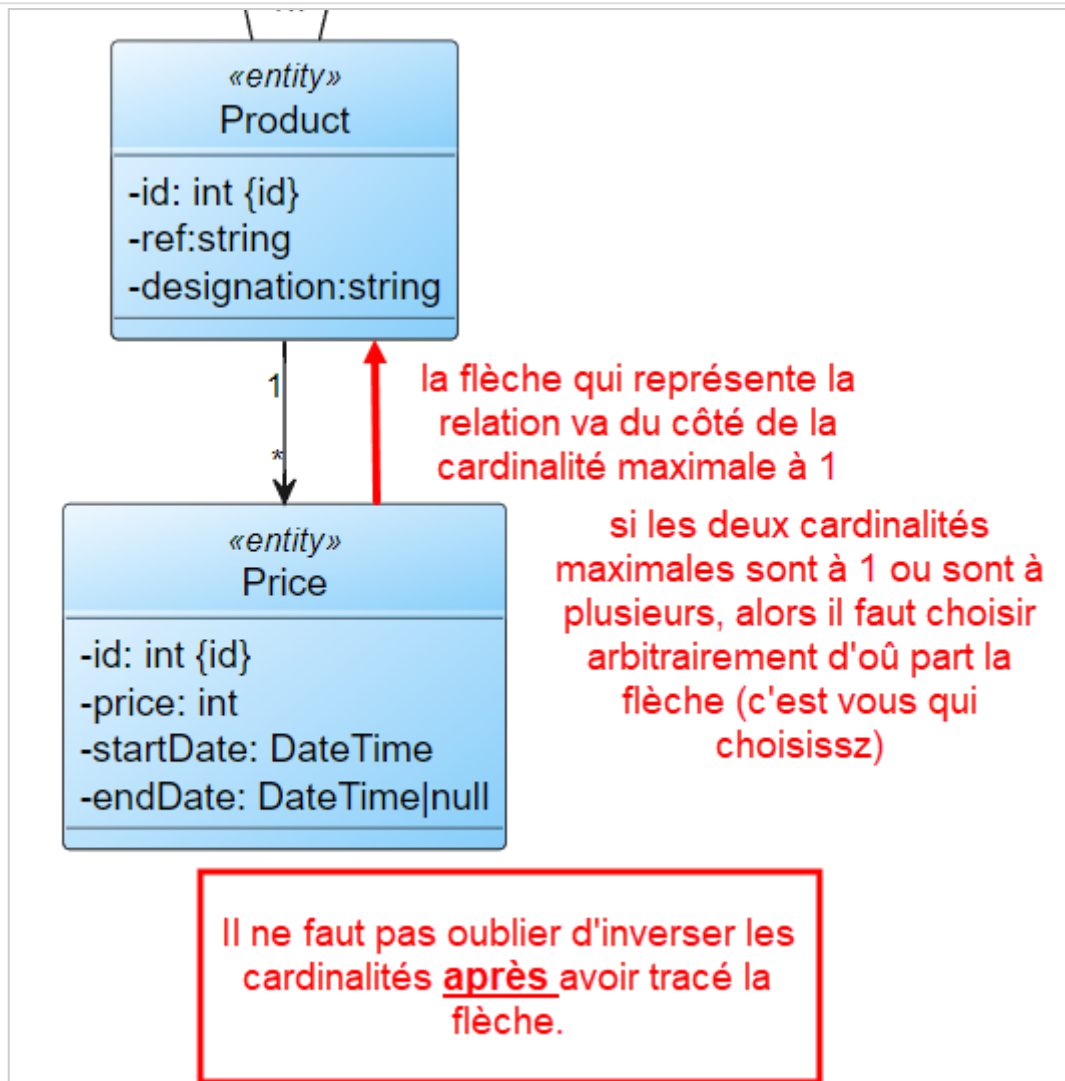 «entity»
Product
-id: int {id}
-ref:string
-designation:string
1
*
la flèche qui représente la
relation va du côté de la
cardinalité maximale à 1
si les deux cardinalités
maximales sont à 1 ou sont à
plusieurs, alors il faut choisir
arbitrairement d'oû part la
flèche (c'est vous qui
choisissz)
«entity»
Price
-id: int {id}
-price: int
-startDate: DateTime
-endDate: DateTime|null
Il ne faut pas oublier d'inverser les
cardinalités après avoir tracé la
flèche.